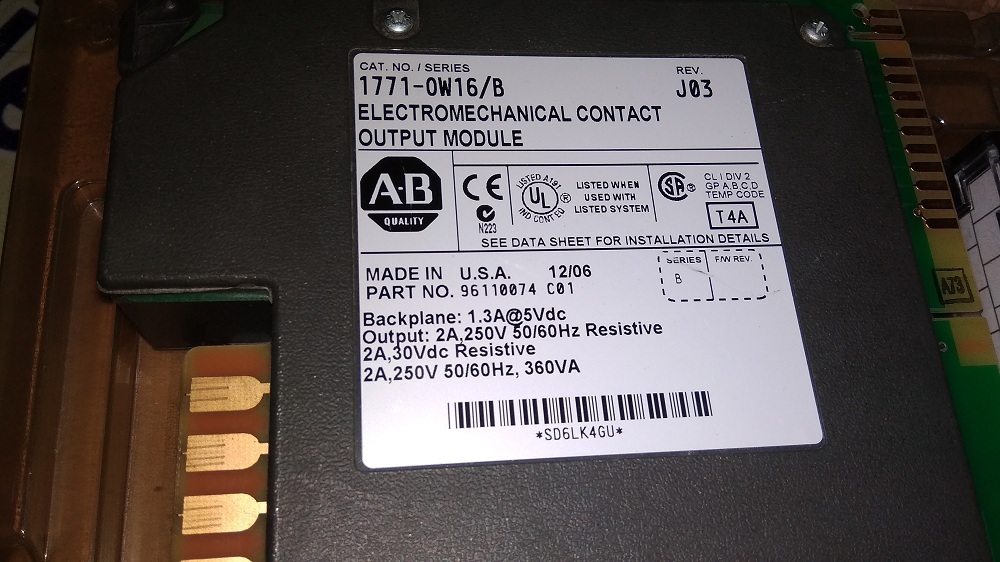 CAT. NO. / SERIES
1771-OW16/B
REV.
J03
ELECTROMECHANICAL CONTACT
OUTPUT MODULE
A-B
QUALITY
CE
N223
LISTED A191
UL
IND CONT EQ
®
LISTED WHEN
USED WITH
LISTED SYSTEM
SA ®
CL I DIV 2
GP A,B,C,D
TEMP CODE
T4A
SEE DATA SHEET FOR INSTALLATION DETAILS
SERIES
B
F/W REV.
MADE IN U.S.A. 12/06
PART NO. 96110074 C01
Backplane: 1.3A@5Vdc
Output: 2A,250V 50/60Hz Resistive
2A,30Vdc Resistive
2A,250V 50/60Hz, 360VA
*SD6LK4GU*
A73